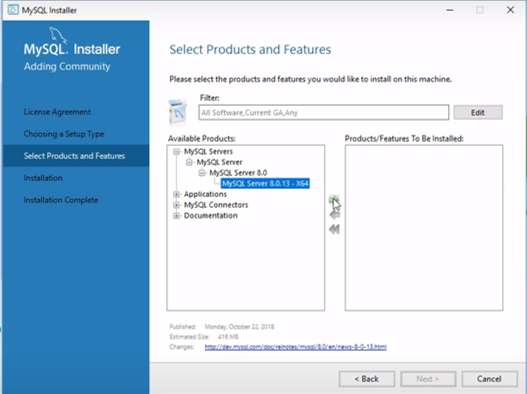 MySQL Installer
MySQL. Installer
Adding Community
License Agreement
Choosing a Setup Type
Select Products and Features
Installation
Installation Complete
Select Products and Features
Please select the products and features you would like to install on this machine.
Filter:
All Software,Current GA,Any
Edit
Available Products:
Products/Features To Be Installed:
MySQL Servers
MySQL Server
MySQL Server 8.0
MySQL Server 8.0.13 - X64
Applications
MySQL Connectors
Documentation
Published: Monday, October 22, 2018
Estimated Size: 416 MB
Changes: http://dev.mysql.com/doc/relnotes/mysql/8.0/en/news-8-0-13.html
< Back
Next >
Cancel